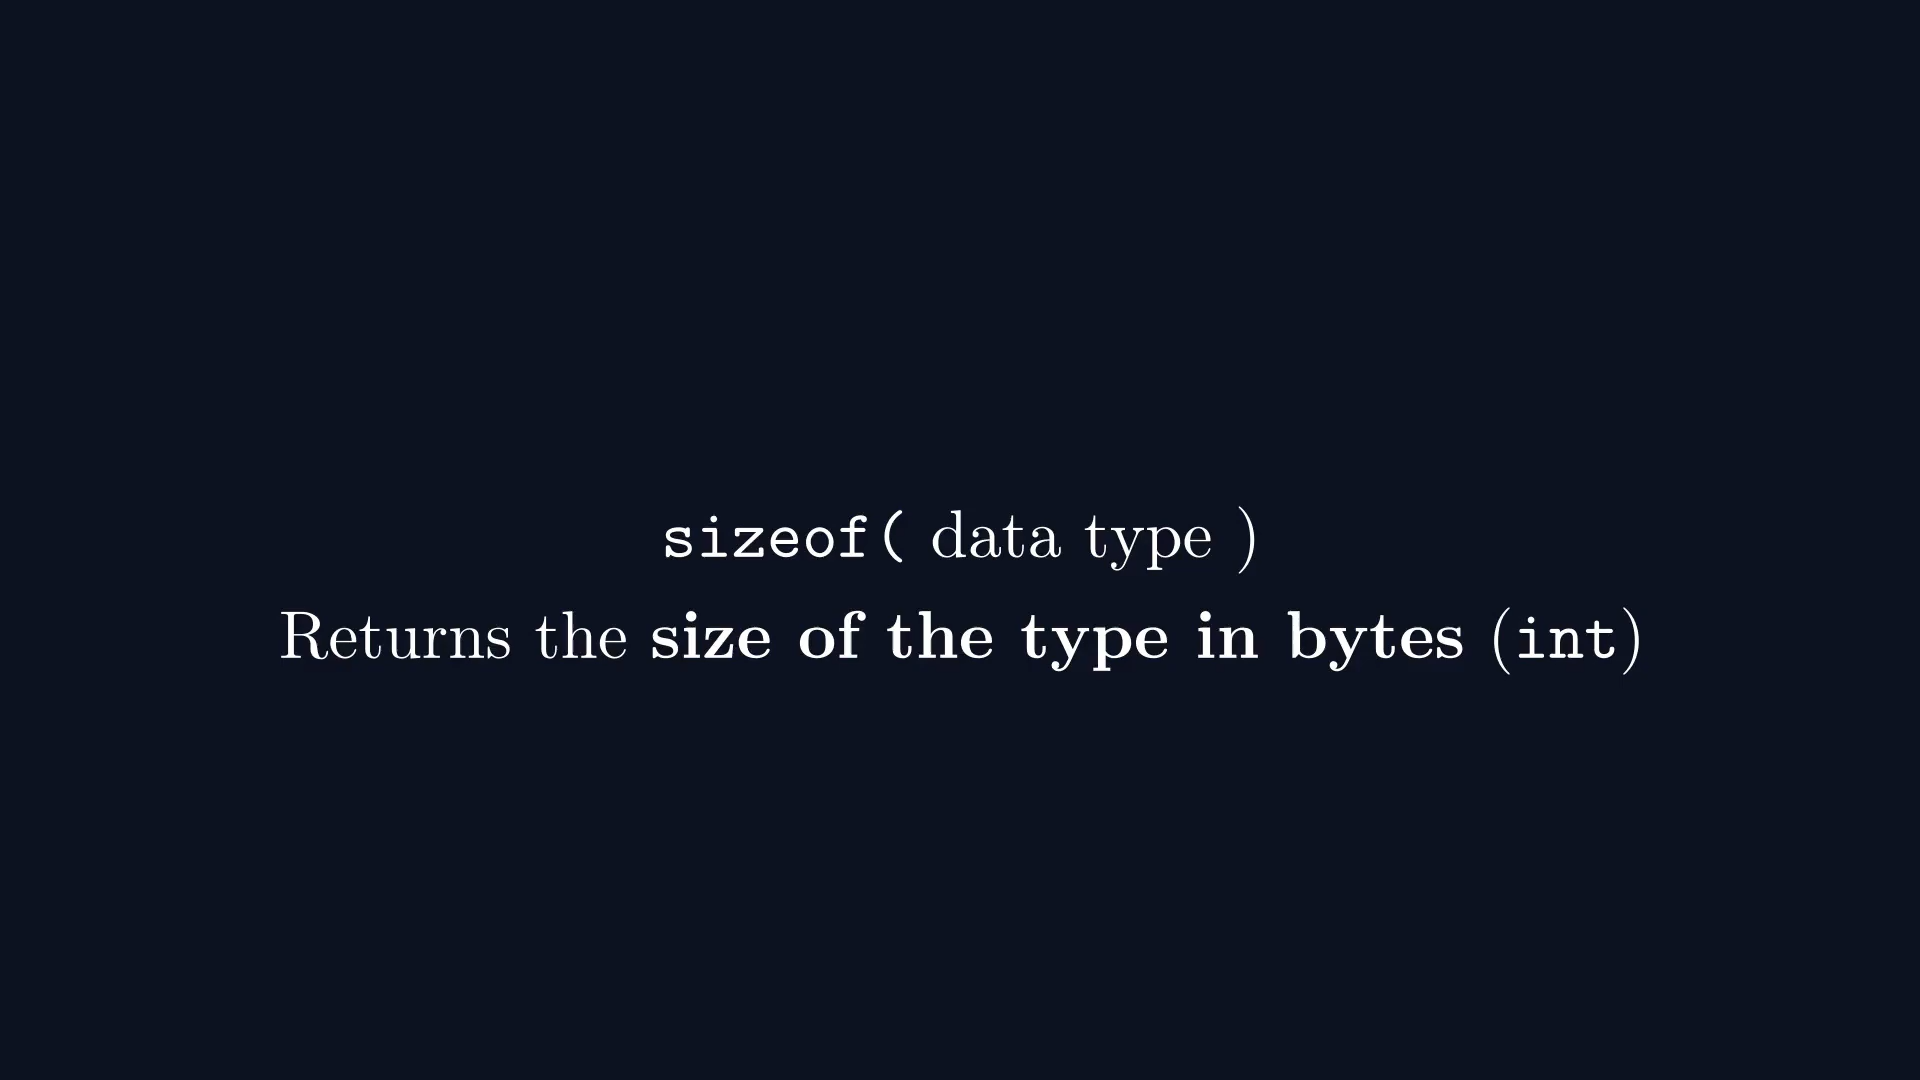 sizeof( data type )
Returns the size of the type in bytes (int)